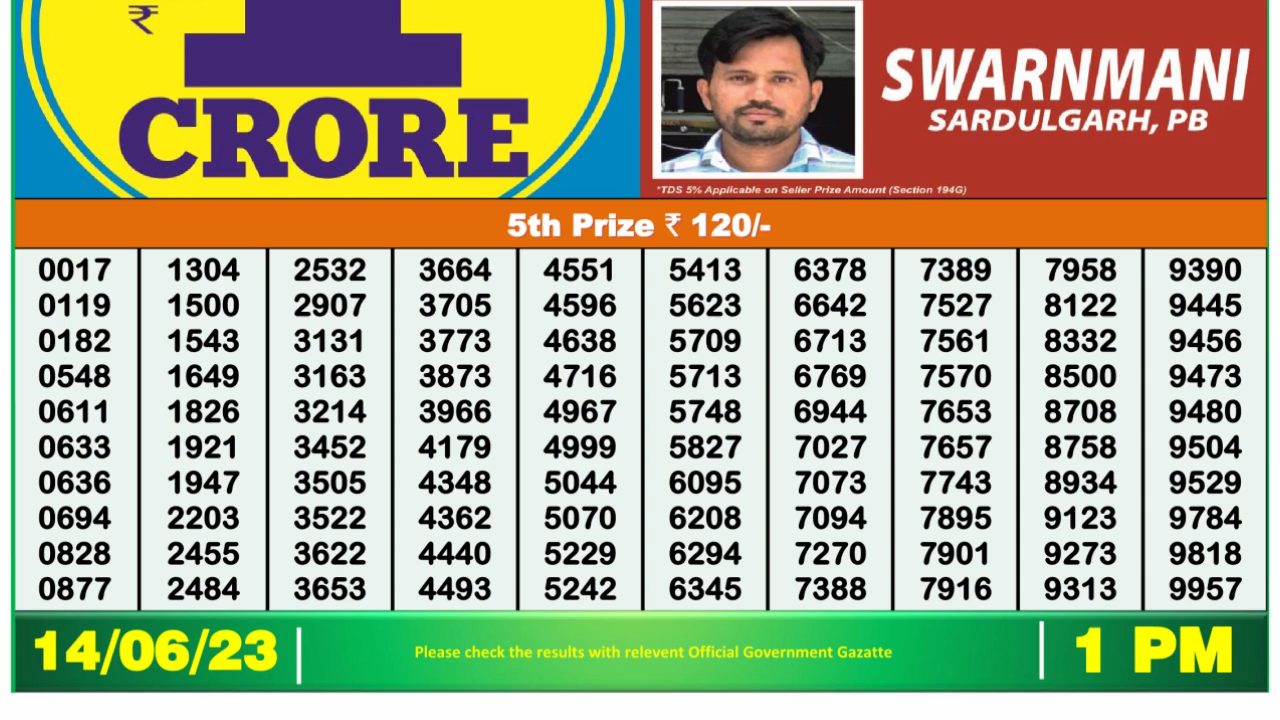 ₹
1
CRORE
SWARNMANI
SARDULGARH, PB
*TDS 5% Applicable on Seller Prize Amount (Section 194G)
5th Prize ₹ 120/-
0017 1304 2532 3664 4551 5413 6378 7389 7958 9390
0119 1500 2907 3705 4596 5623 6642 7527 8122 9445
0182 1543 3131 3773 4638 5709 6713 7561 8332 9456
0548 1649 3163 3873 4716 5713 6769 7570 8500 9473
0611 1826 3214 3966 4967 5748 6944 7653 8708 9480
0633 1921 3452 4179 4999 5827 7027 7657 8758 9504
0636 1947 3505 4348 5044 6095 7073 7743 8934 9529
0694 2203 3522 4362 5070 6208 7094 7895 9123 9784
0828 2455 3622 4440 5229 6294 7270 7901 9273 9818
0877 2484 3653 4493 5242 6345 7388 7916 9313 9957
14/06/23 Please check the results with relevent Official Government Gazatte 1 PM